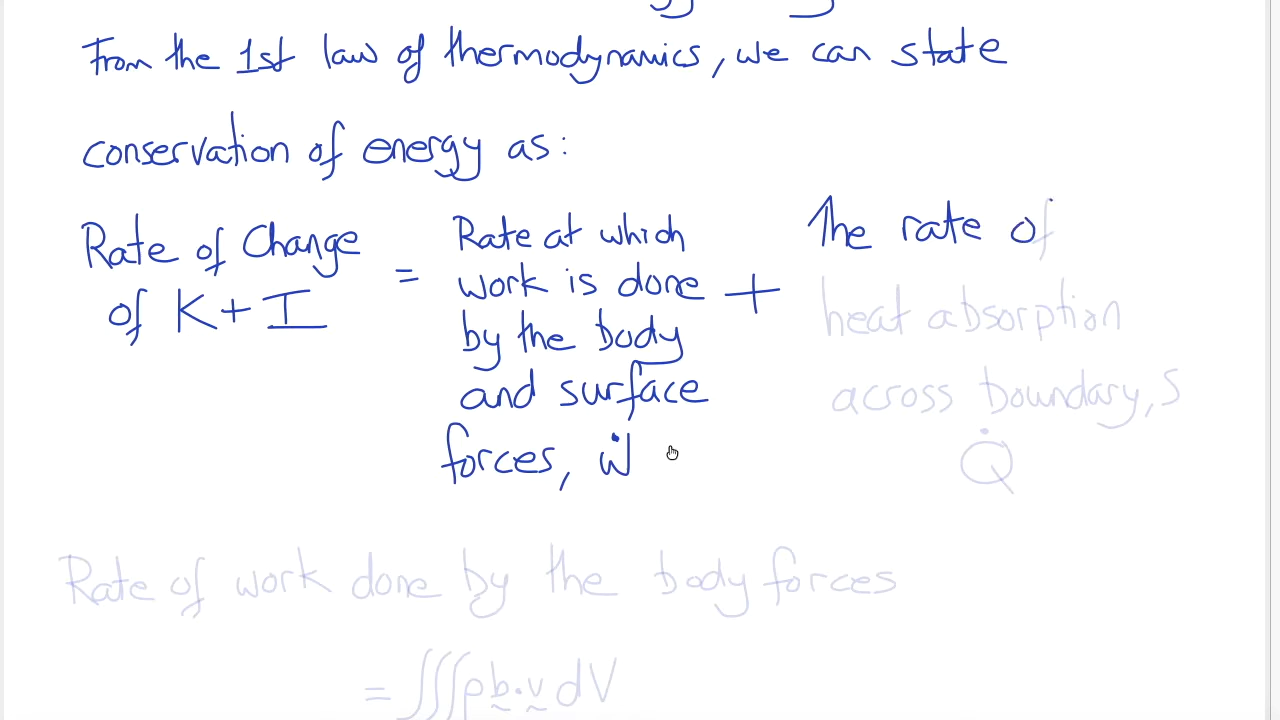 From the 1st law of thermodynamics, we can state
conservation of energy as:
Rate of Change
of K + I
=
Rate at which
work is done
by the body
and surface
forces, Ẇ
+
The rate of
heat absorption
across boundary, S
Q̇
Rate of work done by the body forces
= ∭ρb·v dV